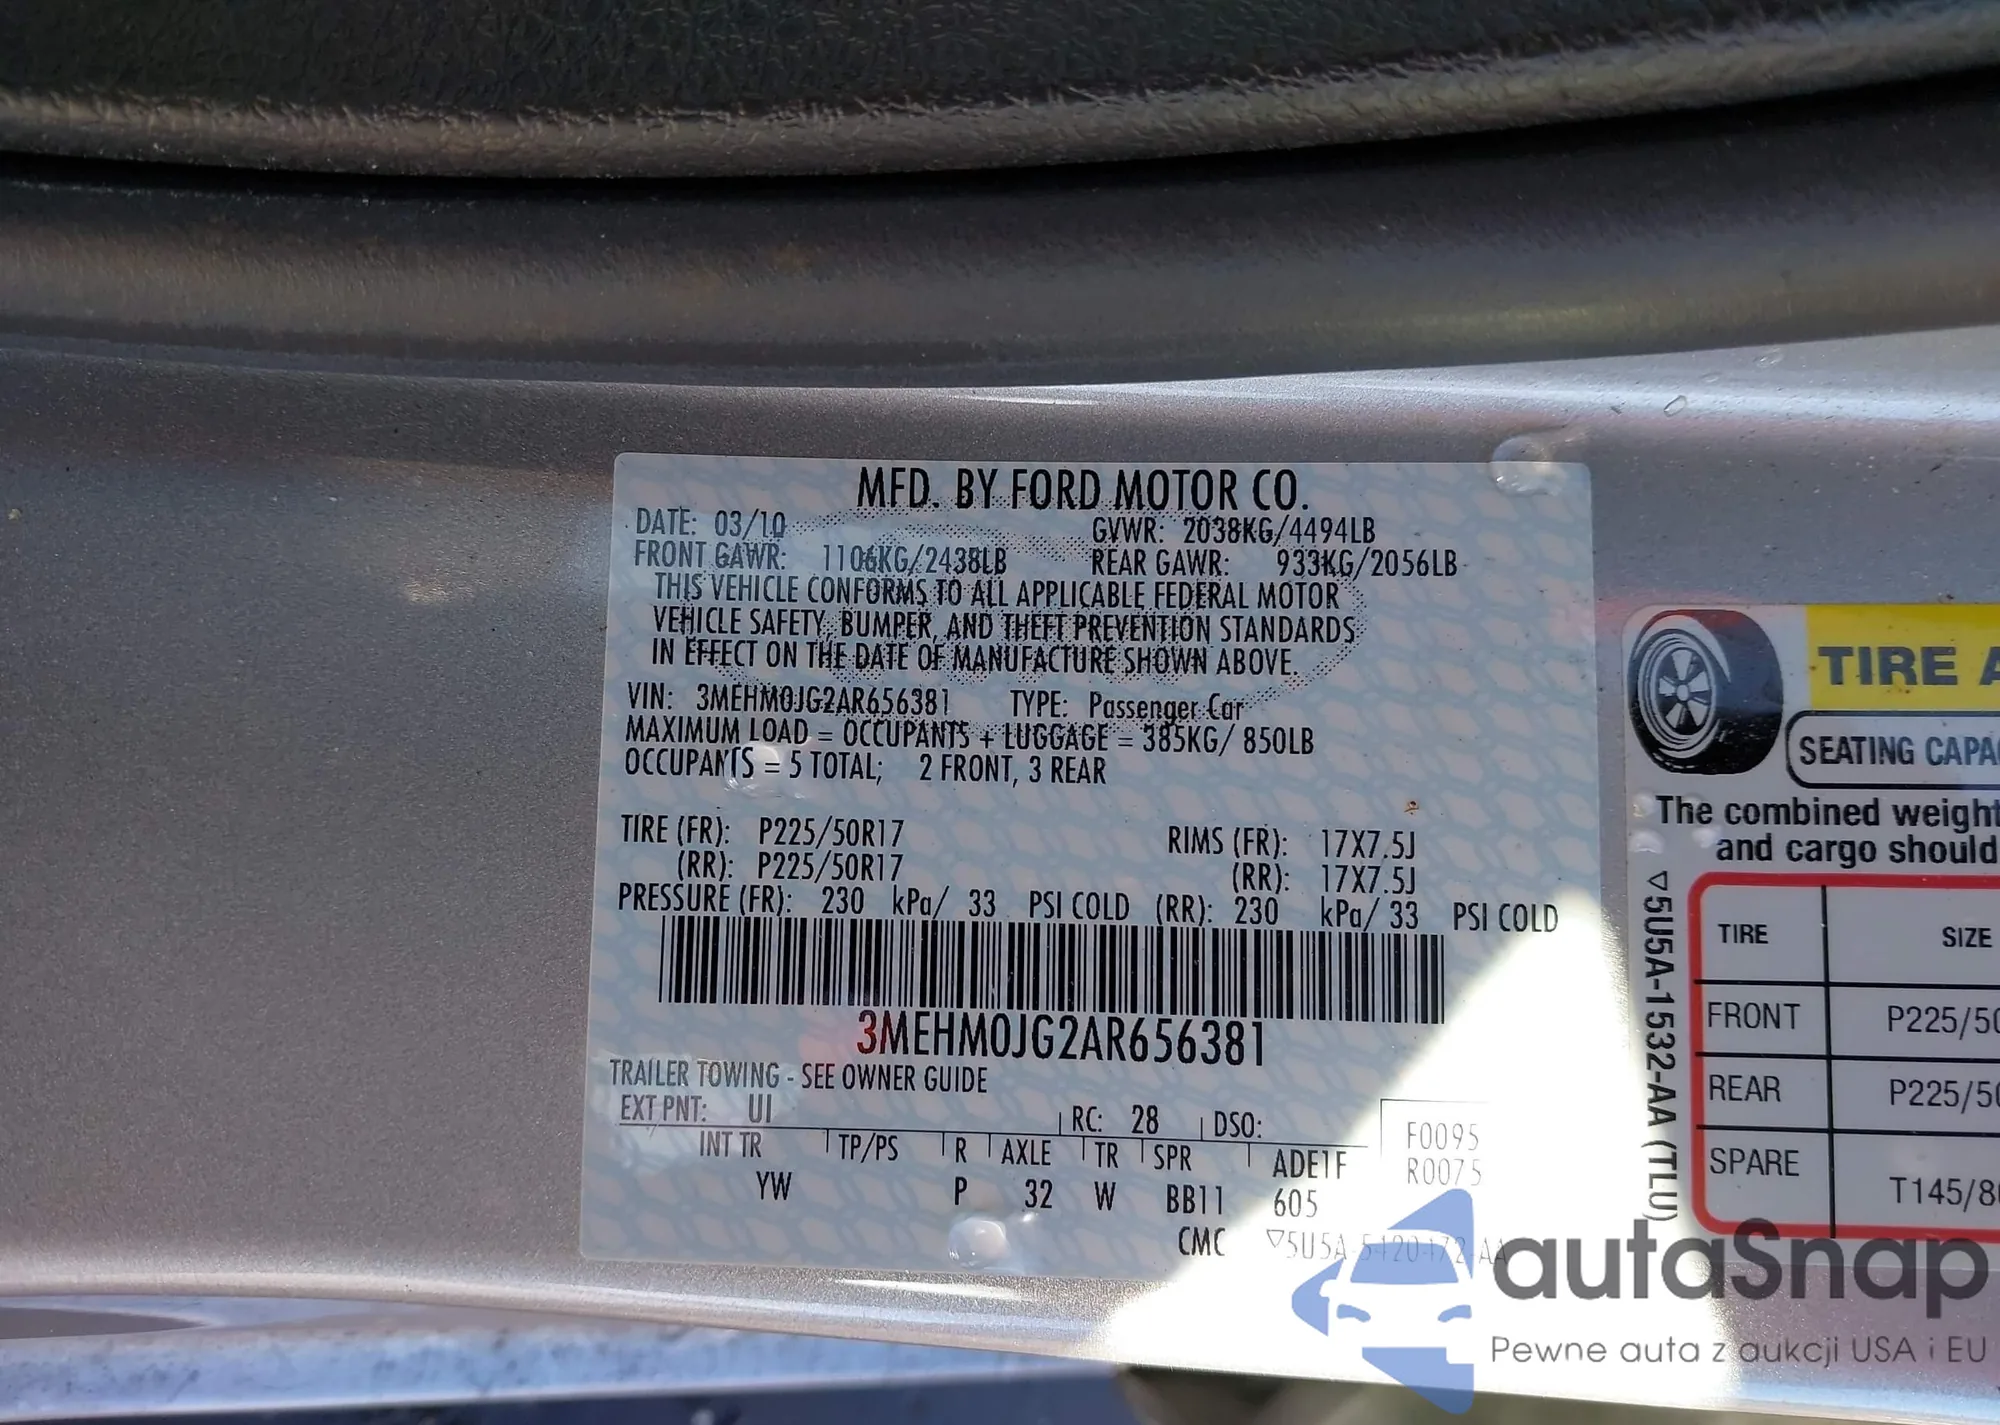 MFD. BY FORD MOTOR CO.
DATE: 03/10 GVWR: 2038KG/4494LB
FRONT GAWR: 1106KG/2438LB REAR GAWR: 933KG/2056LB
THIS VEHICLE CONFORMS TO ALL APPLICABLE FEDERAL MOTOR
VEHICLE SAFETY, BUMPER, AND THEFT PREVENTION STANDARDS
IN EFFECT ON THE DATE OF MANUFACTURE SHOWN ABOVE.
VIN: 3MEHM0JG2AR656381 TYPE: Passenger Car
MAXIMUM LOAD = OCCUPANTS + LUGGAGE = 385KG/ 850LB
OCCUPANTS = 5 TOTAL; 2 FRONT, 3 REAR
TIRE (FR): P225/50R17 RIMS (FR): 17X7.5J
(RR): P225/50R17 (RR): 17X7.5J
PRESSURE (FR): 230 kPa/ 33 PSI COLD (RR): 230 kPa/ 33 PSI COLD
3MEHM0JG2AR656381
TRAILER TOWING - SEE OWNER GUIDE
EXT PNT: UI RC: 28 DSO:
INT TR TP/PS R AXLE TR SPR ADE1F
YW P 32 W BB11 605
CMC
F0095
R0075
TIRE A
SEATING CAPA
The combined weight
and cargo should
TIRE SIZE
FRONT P225/50
REAR P225/50
SPARE T145/80
5U5A-1532-AA (TLU)
autaSnap
Pewne auta z aukcji USA i EU